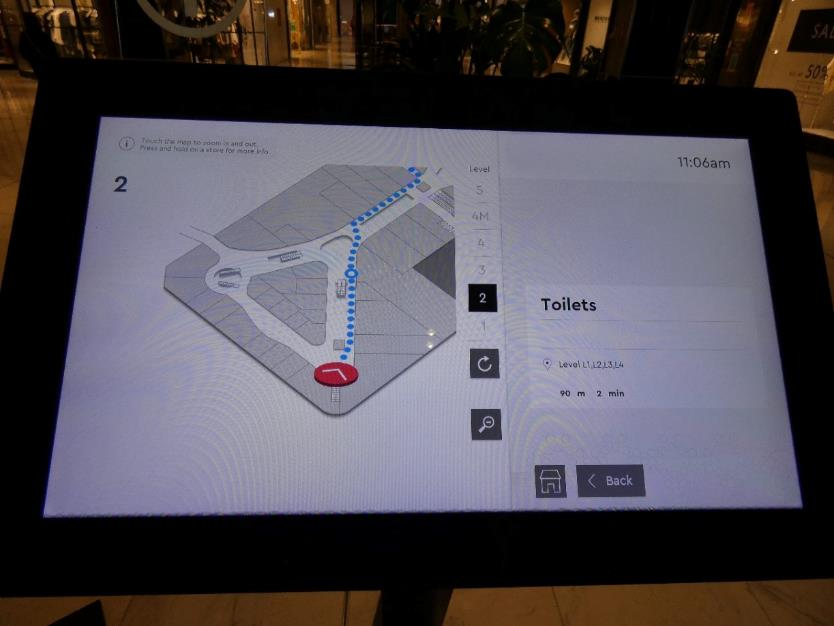 SAL
50%
Touch the map to zoom in and out.
Press and hold on a store for more info.
11:06am
2
Level
5
4M
4
3
2
1
Toilets
Level L1,L2,L3,L4
90 m 2 min
Back